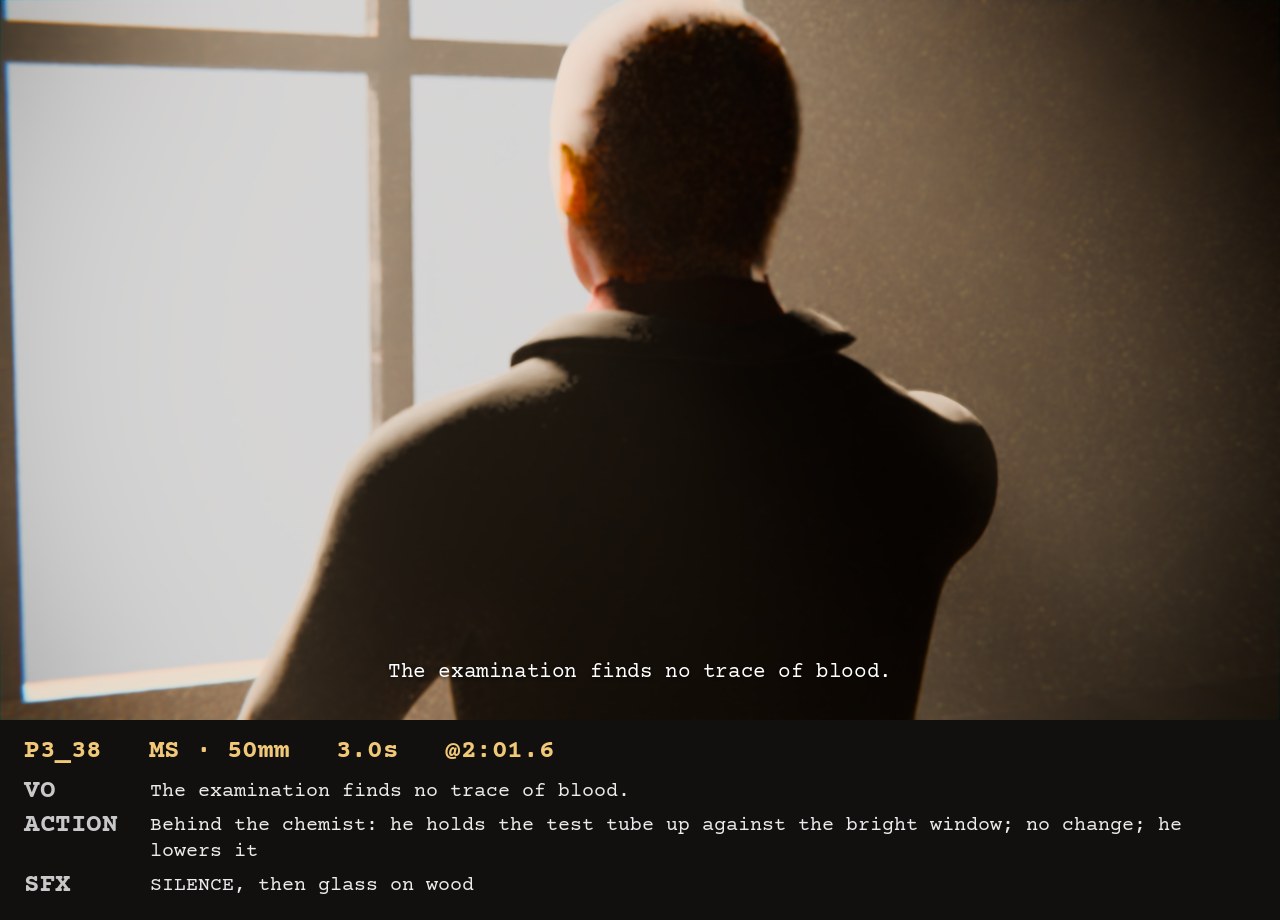 The examination finds no trace of blood.
P3_38 MS · 50mm 3.0s @2:01.6
VO The examination finds no trace of blood.
ACTION Behind the chemist: he holds the test tube up against the bright window; no change; he
lowers it
SFX SILENCE, then glass on wood